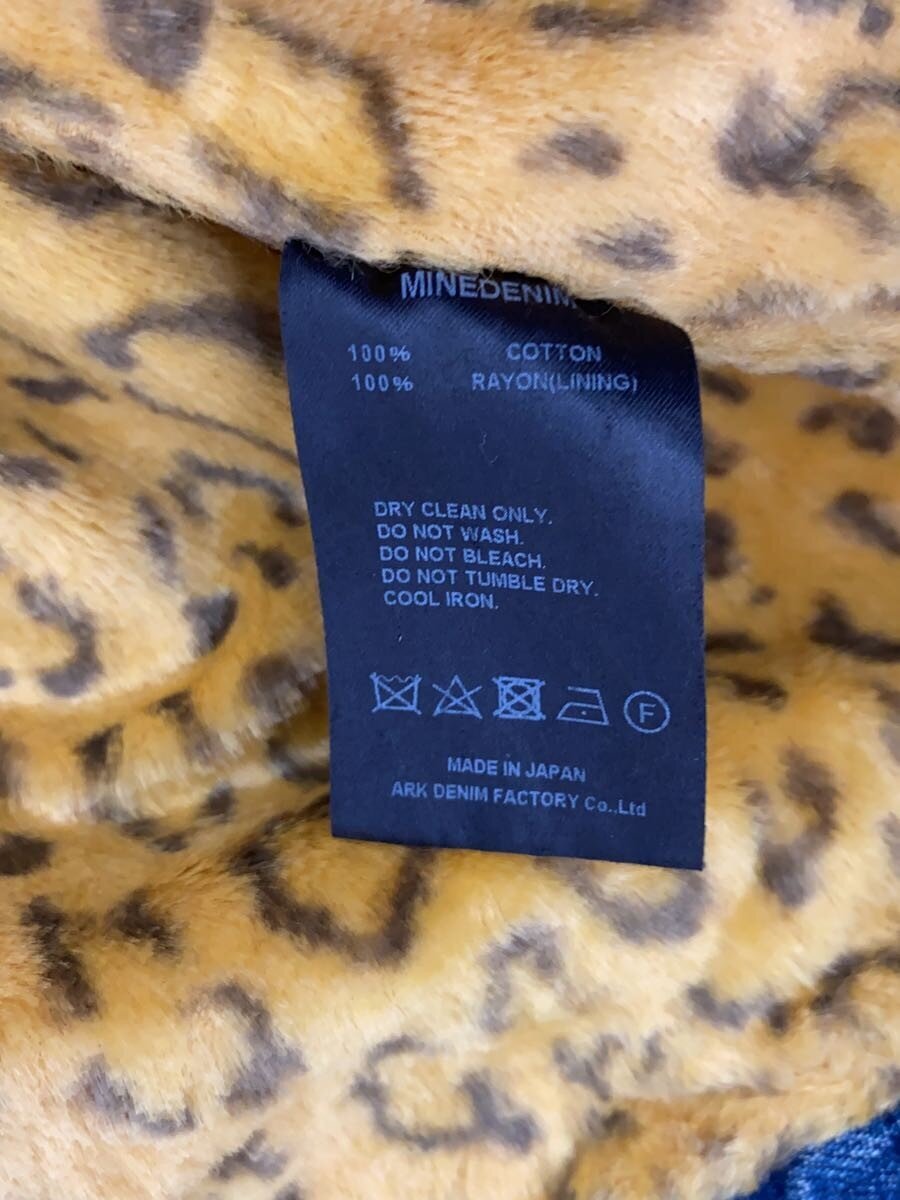 MINEDENIM
100% COTTON
100% RAYON(LINING)
DRY CLEAN ONLY.
DO NOT WASH.
DO NOT BLEACH.
DO NOT TUMBLE DRY.
COOL IRON.
F
MADE IN JAPAN
ARK DENIM FACTORY Co.,Ltd